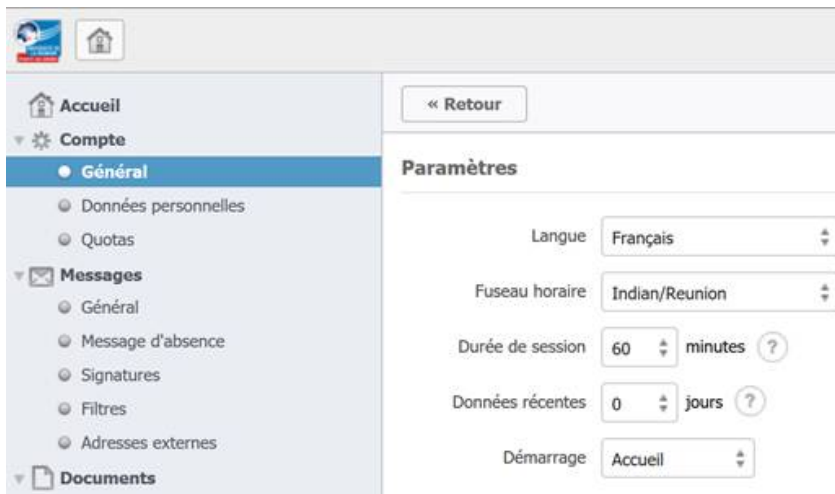 Accueil
Compte
Général
Données personnelles
Quotas
Messages
Général
Message d'absence
Signatures
Filtres
Adresses externes
Documents
« Retour
Paramètres
Langue Français
Fuseau horaire Indian/Reunion
Durée de session 60 minutes ?
Données récentes 0 jours ?
Démarrage Accueil